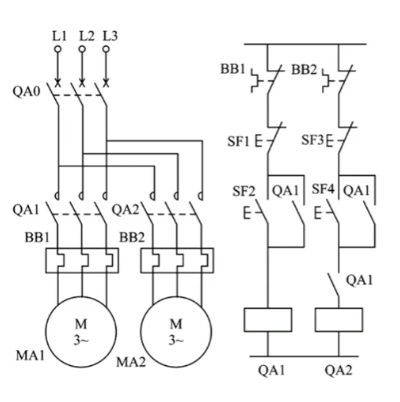 L1 L2 L3
QA0
BB1 BB2
SF1 SF3
SF2 QA1 SF4 QA1
QA1 QA2
BB1 BB2
QA1
M M
3~ 3~
MA1 MA2
QA1 QA2